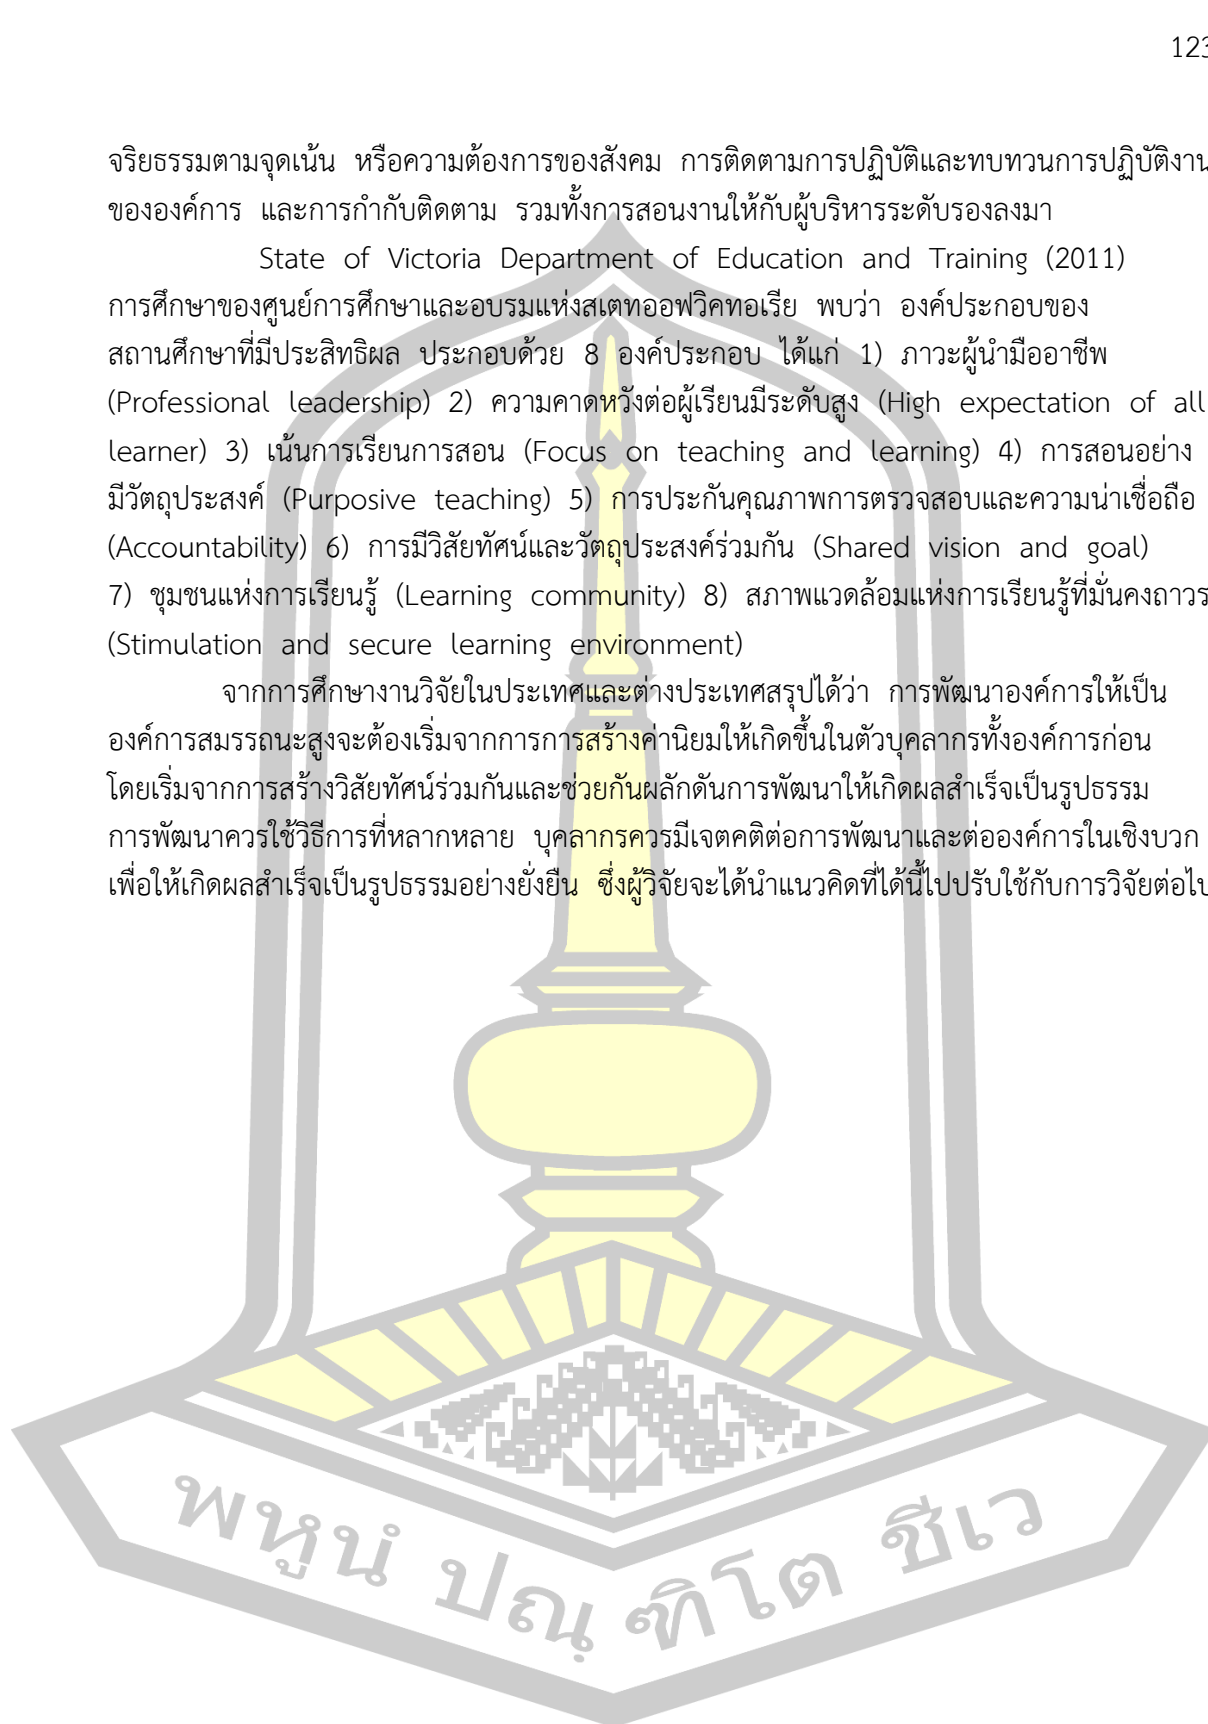 123
จริยธรรมตามจุดเน้น หรือความต้องการของสังคม การติดตามการปฏิบัติและทบทวนการปฏิบัติงาน
ขององค์การ และการกำกับติดตาม รวมทั้งการสอนงานให้กับผู้บริหารระดับรองลงมา
State of Victoria Department of Education and Training (2011)
การศึกษาของศูนย์การศึกษาและอบรมแห่งสเตทออฟวิคทอเรีย พบว่า องค์ประกอบของ
สถานศึกษาที่มีประสิทธิผล ประกอบด้วย 8 องค์ประกอบ ได้แก่ 1) ภาวะผู้นำมืออาชีพ
(Professional leadership) 2) ความคาดหวังต่อผู้เรียนมีระดับสูง (High expectation of all
learner) 3) เน้นการเรียนการสอน (Focus on teaching and learning) 4) การสอนอย่าง
มีวัตถุประสงค์ (Purposive teaching) 5) การประกันคุณภาพการตรวจสอบและความน่าเชื่อถือ
(Accountability) 6) การมีวิสัยทัศน์และวัตถุประสงค์ร่วมกัน (Shared vision and goal)
7) ชุมชนแห่งการเรียนรู้ (Learning community) 8) สภาพแวดล้อมแห่งการเรียนรู้ที่มั่นคงถาวร
(Stimulation and secure learning environment)
จากการศึกษางานวิจัยในประเทศและต่างประเทศสรุปได้ว่า การพัฒนาองค์การให้เป็น
องค์การสมรรถนะสูงจะต้องเริ่มจากการการสร้างค่านิยมให้เกิดขึ้นในตัวบุคลากรทั้งองค์การก่อน
โดยเริ่มจากการสร้างวิสัยทัศน์ร่วมกันและช่วยกันผลักดันการพัฒนาให้เกิดผลสำเร็จเป็นรูปธรรม
การพัฒนาควรใช้วิธีการที่หลากหลาย บุคลากรควรมีเจตคติต่อการพัฒนาและต่อองค์การในเชิงบวก
เพื่อให้เกิดผลสำเร็จเป็นรูปธรรมอย่างยั่งยืน ซึ่งผู้วิจัยจะได้นำแนวคิดที่ได้นี้ไปปรับใช้กับการวิจัยต่อไป
พหูนํ ปณฺฑิโต ชีเว